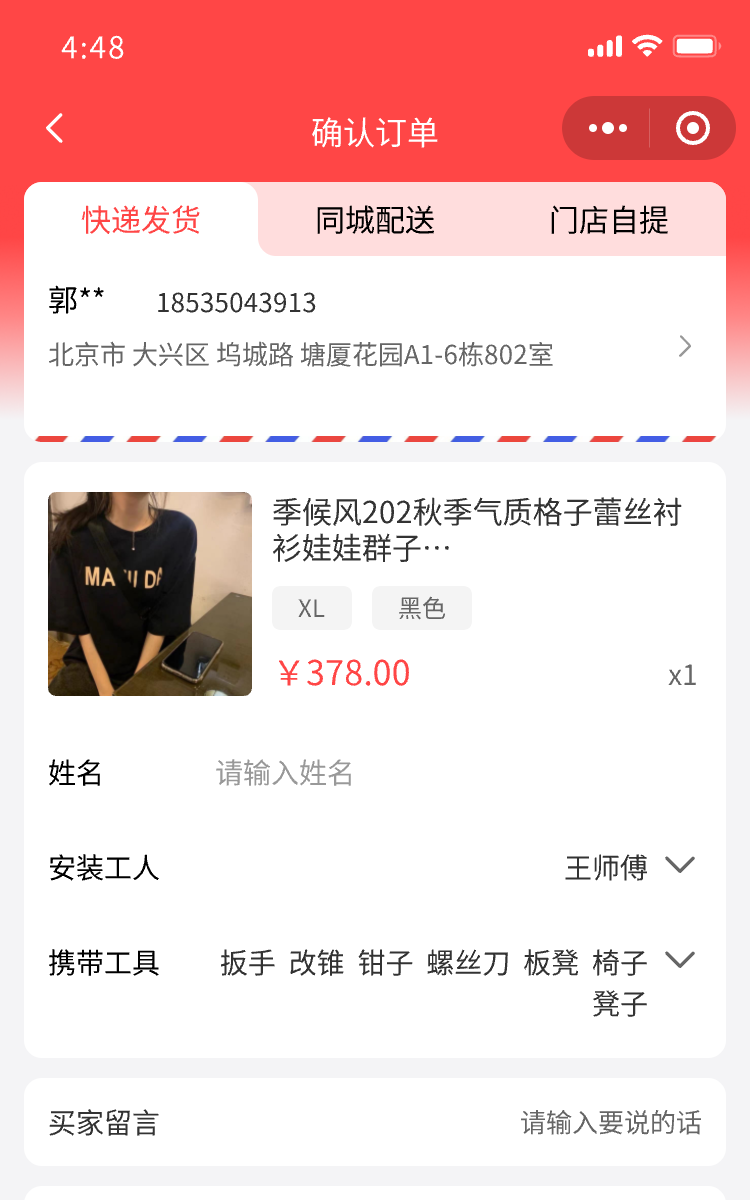 4:48
确认订单
快递发货 同城配送 门店自提
郭** 18535043913
北京市 大兴区 坞城路 塘厦花园A1-6栋802室
季候风202秋季气质格子蕾丝衬
衫娃娃群子…
XL 黑色
￥378.00 x1
姓名 请输入姓名
安装工人 王师傅
携带工具 扳手 改锥 钳子 螺丝刀 板凳 椅子
凳子
买家留言 请输入要说的话